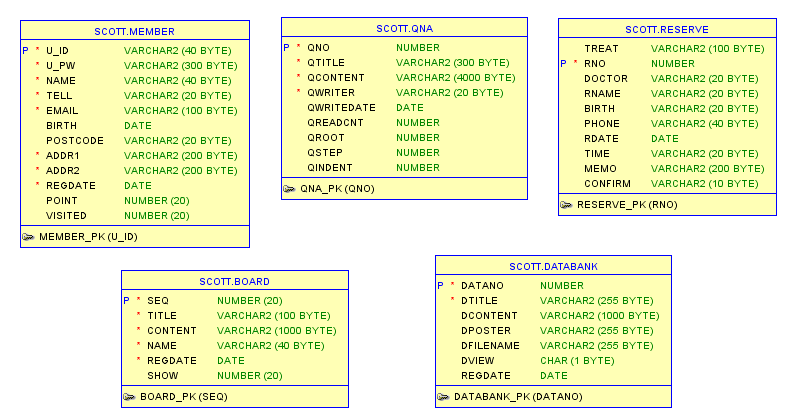 SCOTT.MEMBER
P * U_ID VARCHAR2 (40 BYTE)
* U_PW VARCHAR2 (300 BYTE)
* NAME VARCHAR2 (40 BYTE)
* TELL VARCHAR2 (20 BYTE)
* EMAIL VARCHAR2 (100 BYTE)
BIRTH DATE
POSTCODE VARCHAR2 (20 BYTE)
* ADDR1 VARCHAR2 (200 BYTE)
* ADDR2 VARCHAR2 (200 BYTE)
* REGDATE DATE
POINT NUMBER (20)
VISITED NUMBER (20)
MEMBER_PK (U_ID)
SCOTT.QNA
P * QNO NUMBER
* QTITLE VARCHAR2 (300 BYTE)
* QCONTENT VARCHAR2 (4000 BYTE)
* QWRITER VARCHAR2 (20 BYTE)
QWRITEDATE DATE
QREADCNT NUMBER
QROOT NUMBER
QSTEP NUMBER
QINDENT NUMBER
QNA_PK (QNO)
SCOTT.RESERVE
TREAT VARCHAR2 (100 BYTE)
P * RNO NUMBER
DOCTOR VARCHAR2 (20 BYTE)
RNAME VARCHAR2 (20 BYTE)
BIRTH VARCHAR2 (20 BYTE)
PHONE VARCHAR2 (40 BYTE)
RDATE DATE
TIME VARCHAR2 (20 BYTE)
MEMO VARCHAR2 (200 BYTE)
CONFIRM VARCHAR2 (10 BYTE)
RESERVE_PK (RNO)
SCOTT.BOARD
P * SEQ NUMBER (20)
* TITLE VARCHAR2 (100 BYTE)
* CONTENT VARCHAR2 (1000 BYTE)
* NAME VARCHAR2 (40 BYTE)
* REGDATE DATE
SHOW NUMBER (20)
BOARD_PK (SEQ)
SCOTT.DATABANK
P * DATANO NUMBER
* DTITLE VARCHAR2 (255 BYTE)
DCONTENT VARCHAR2 (1000 BYTE)
DPOSTER VARCHAR2 (255 BYTE)
DFILENAME VARCHAR2 (255 BYTE)
DVIEW CHAR (1 BYTE)
REGDATE DATE
DATABANK_PK (DATANO)